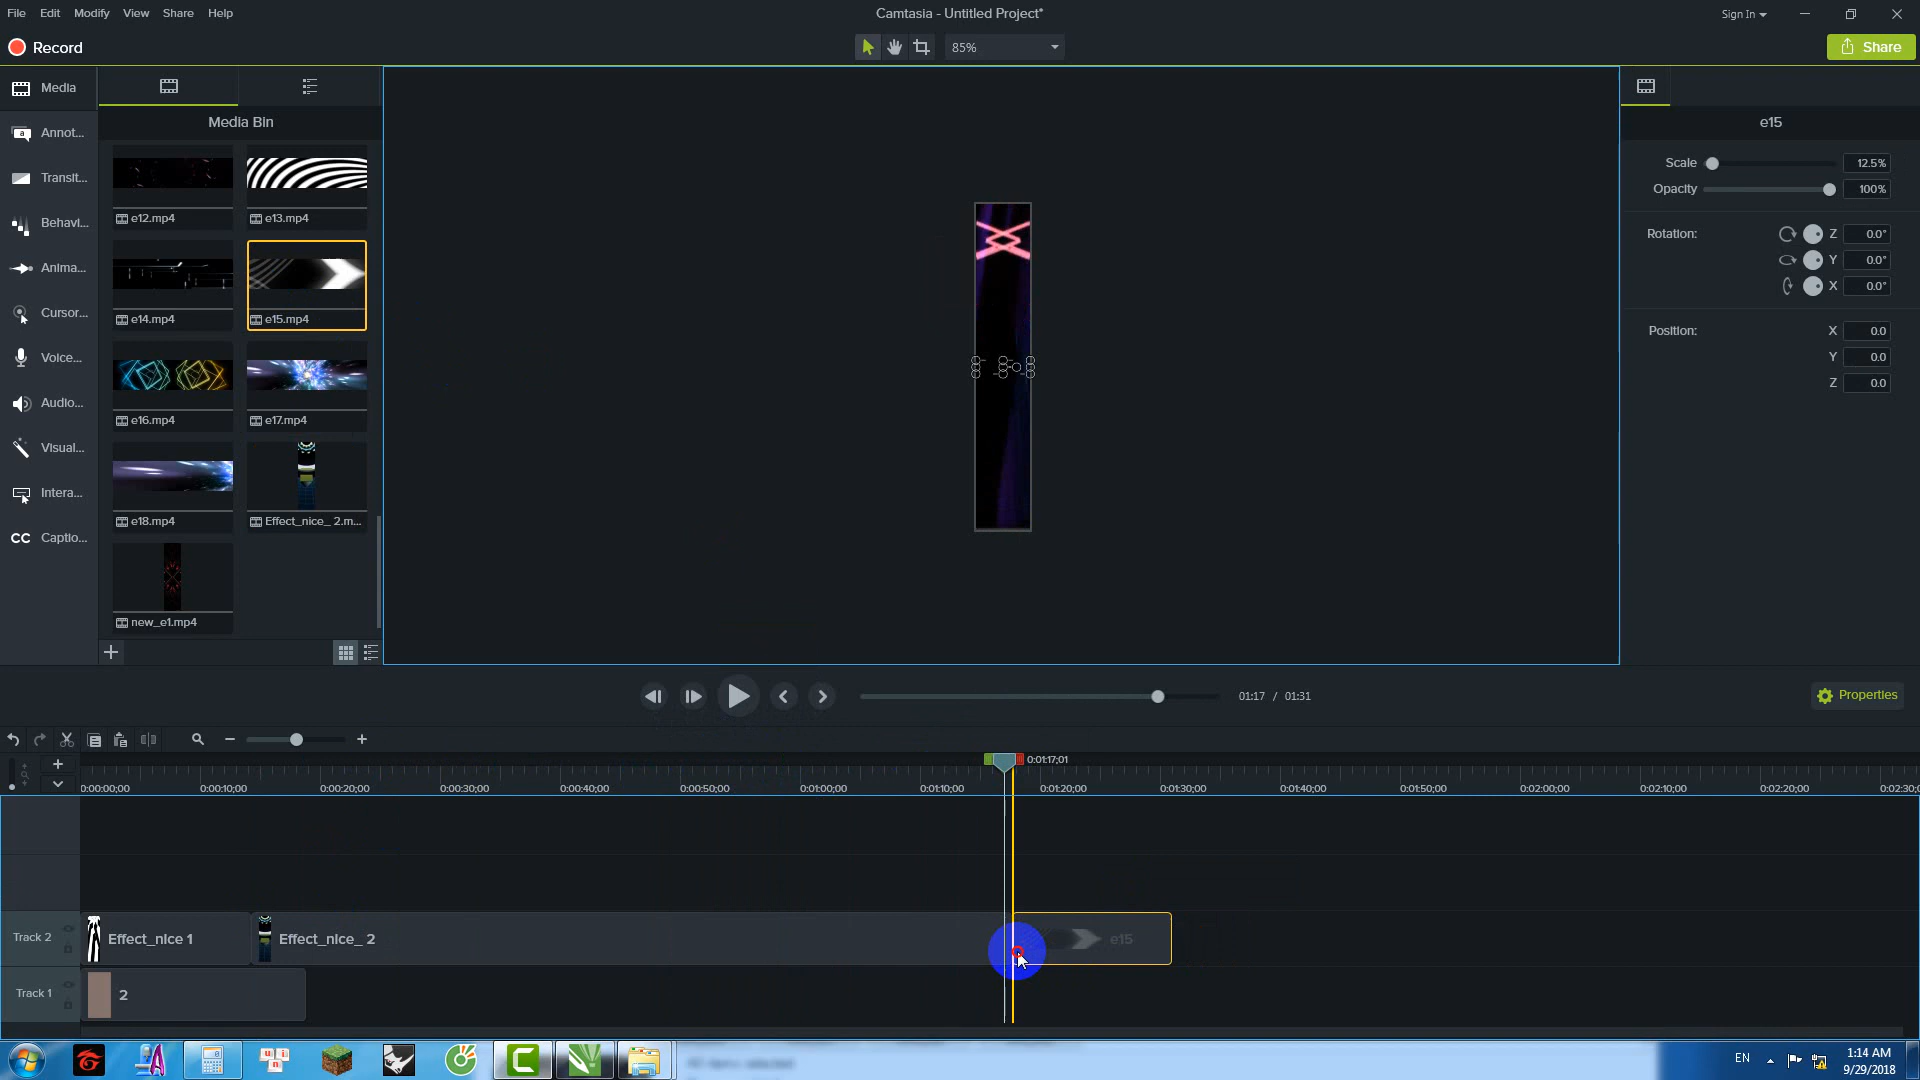 File Edit Modify View Share Help
Camtasia - Untitled Project*
Sign In
Record
85%
Share
Media
Annot...
Transit...
Behavi...
Anima...
Cursor...
Voice...
Audio...
Visual...
Intera...
CC Captio...
Media Bin
e12.mp4 e13.mp4
e14.mp4 e15.mp4
e16.mp4 e17.mp4
e18.mp4 Effect_nice_ 2.m...
new_e1.mp4
e15
Scale 12.5%
Opacity 100%
Rotation: Z 0.0°
Y 0.0°
X 0.0°
Position: X 0.0
Y 0.0
Z 0.0
01:17 / 01:31
Properties
0:01:17;01
0:00:00;00 0:00:10;00 0:00:20;00 0:00:30;00 0:00:40;00 0:00:50;00 0:01:00;00 0:01:10;00 0:01:20;00 0:01:30;00 0:01:40;00 0:01:50;00 0:02:00;00 0:02:10;00 0:02:20;00 0:02:30;
Track 2 Effect_nice 1 Effect_nice_ 2 e15
Track 1 2
EN
1:14 AM
9/29/2018